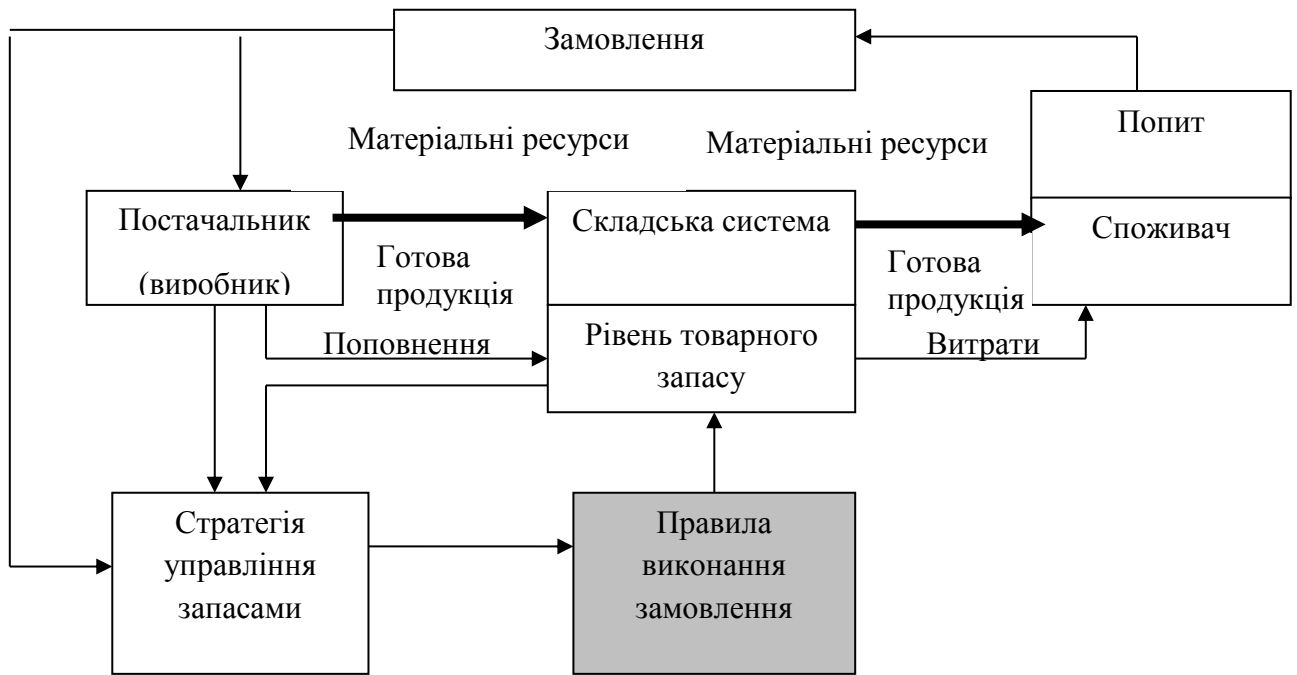 Замовлення
Попит
Матеріальні ресурси
Матеріальні ресурси
Постачальник
(виробник)
Складська система
Споживач
Готова
продукція
Готова
продукція
Поповнення
Рівень товарного
запасу
Витрати
Стратегія
управління
запасами
Правила
виконання
замовлення